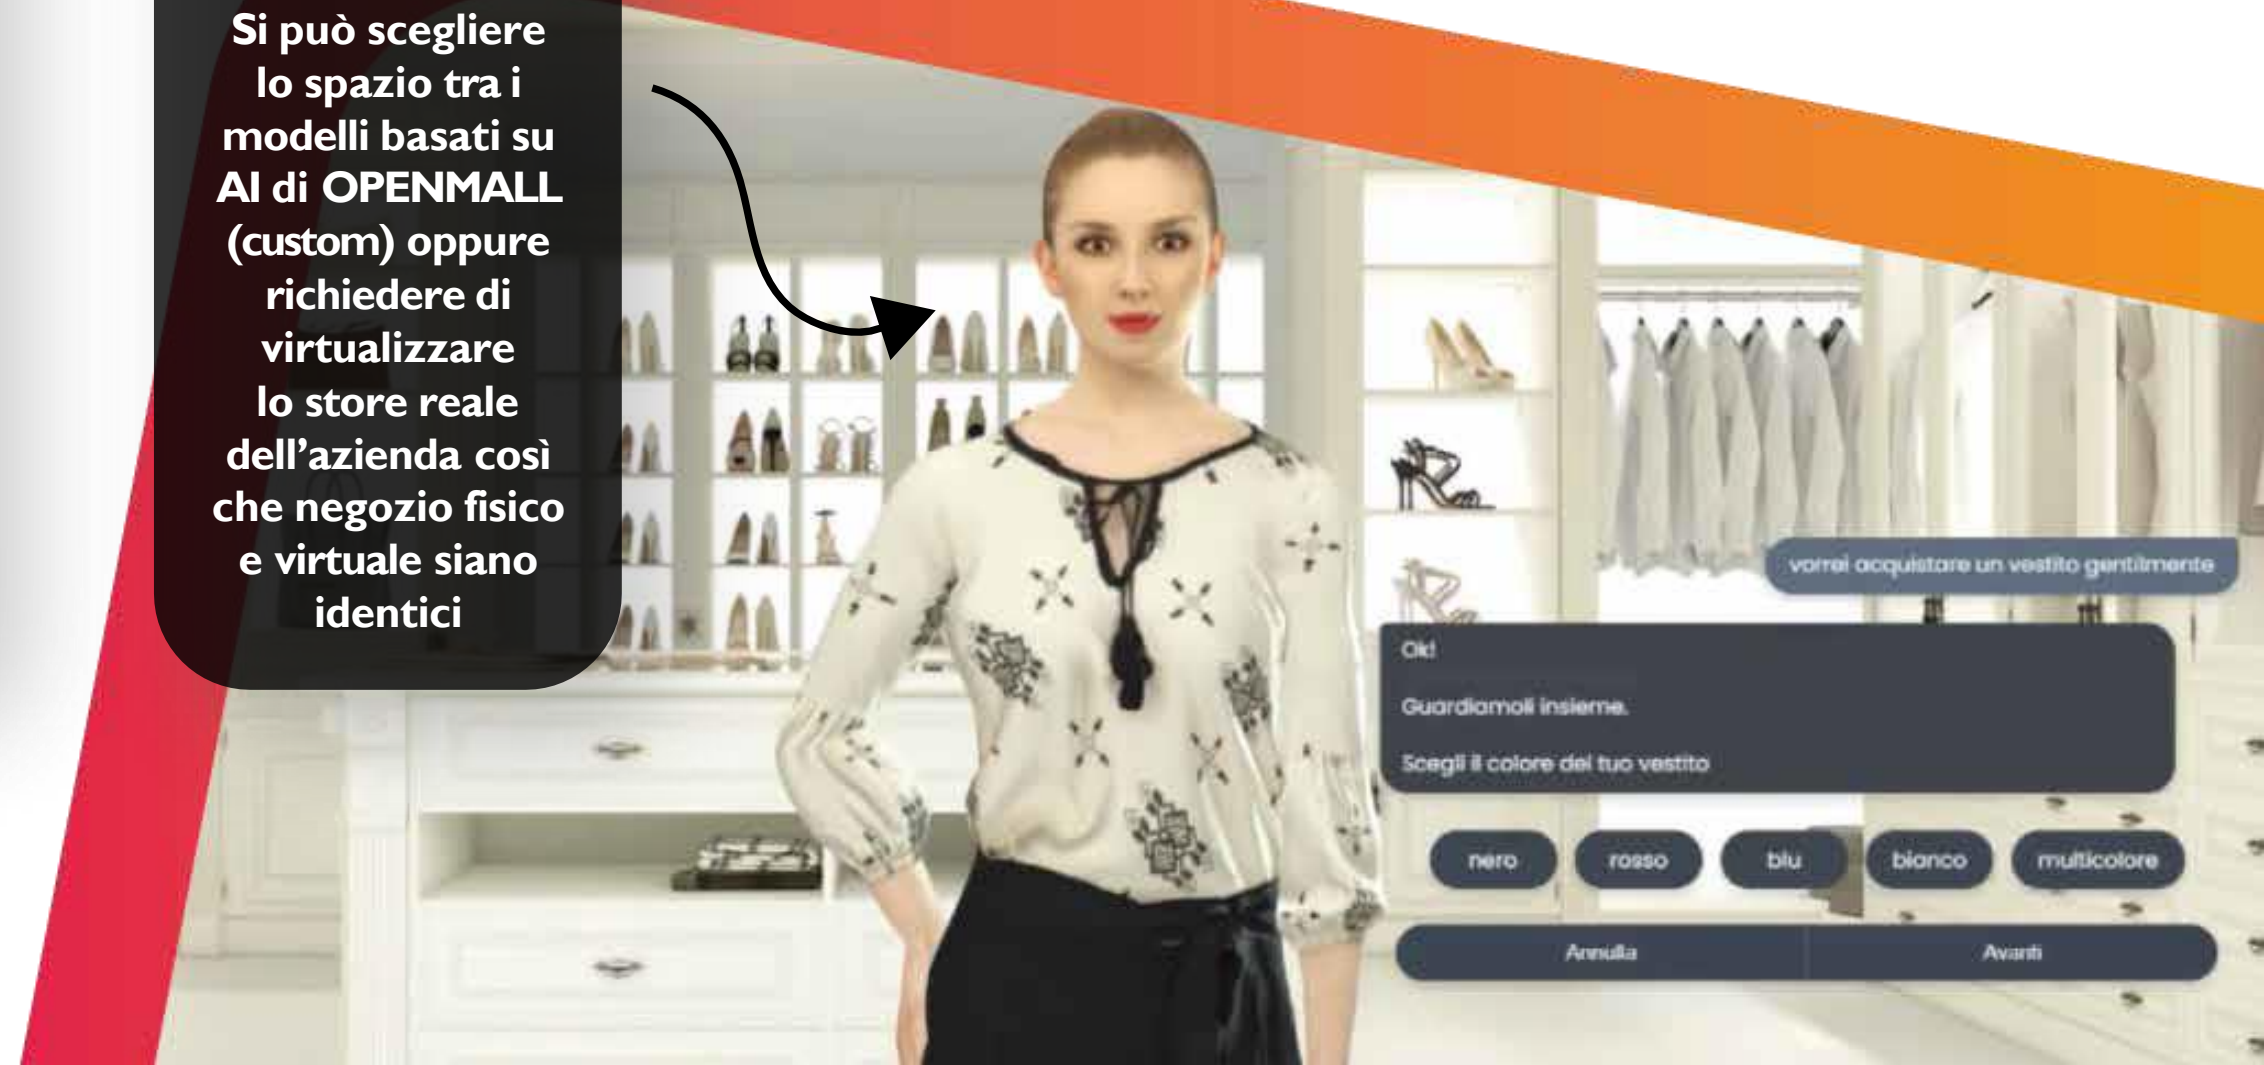 Si può scegliere
lo spazio tra i
modelli basati su
AI di OPENMALL
(custom) oppure
richiedere di
virtualizzare
lo store reale
dell’azienda così
che negozio fisico
e virtuale siano
identici
vorrei acquistare un vestito gentilmente
Ok!
Guardiamoli insieme.
Scegli il colore del tuo vestito
nero
rosso
blu
bianco
multicolore
Annulla
Avanti